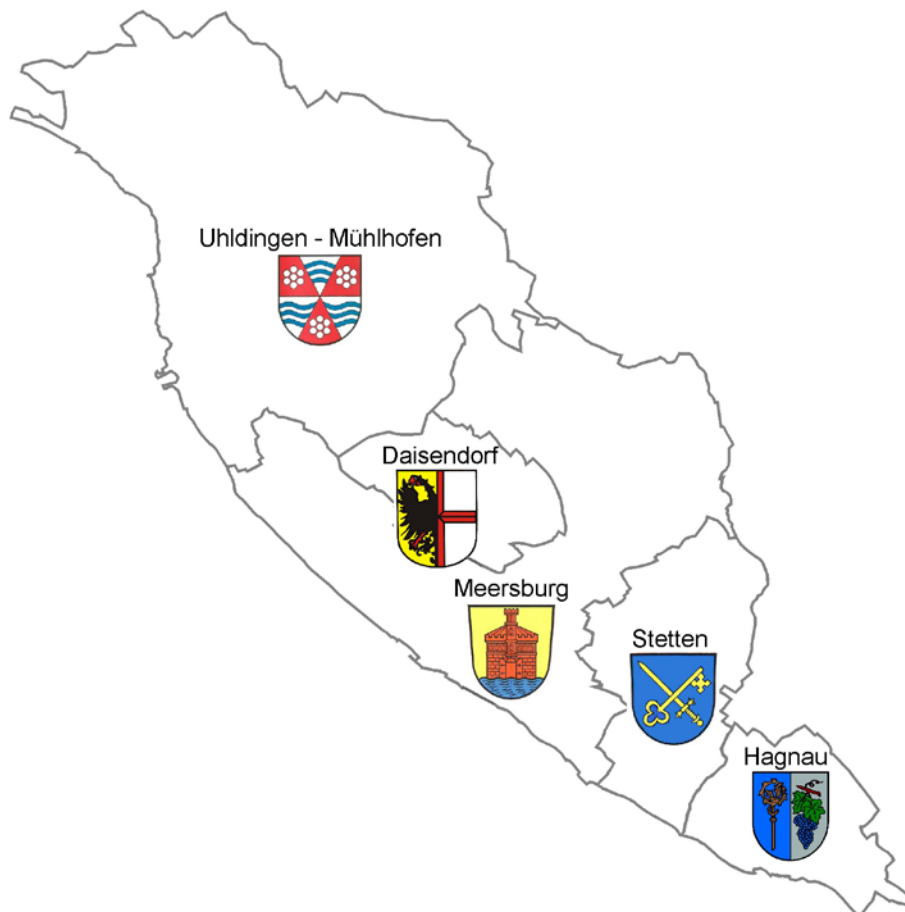 Uhldingen - Mühlhofen
Daisendorf
Meersburg
Stetten
Hagnau